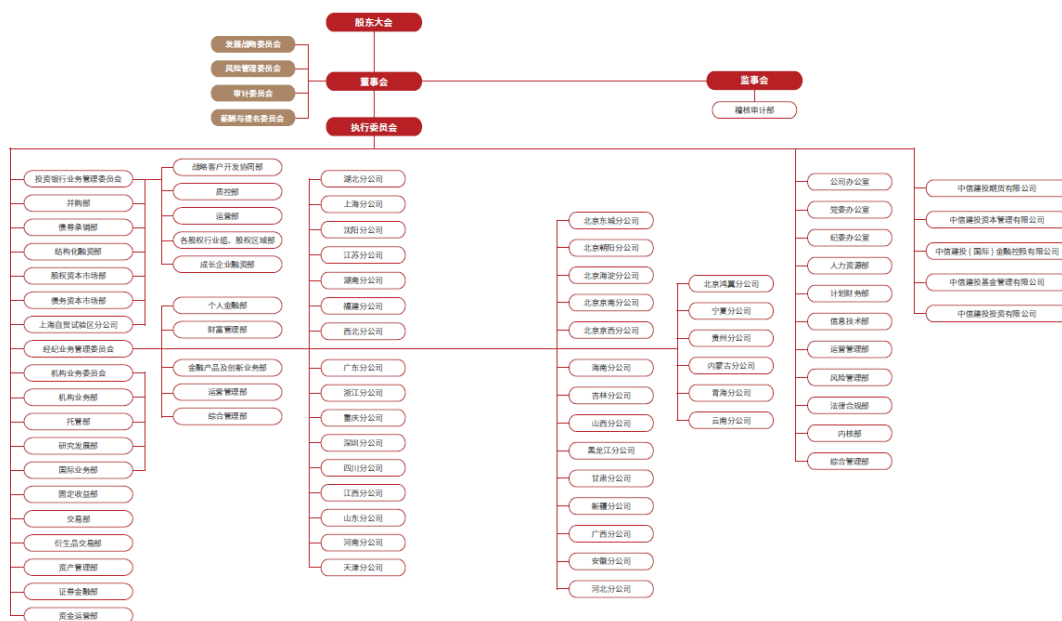 股东大会
发展战略委员会
风险管理委员会
审计委员会
薪酬与提名委员会
董事会
监事会
稽核审计部
执行委员会
投资银行业务管理委员会
并购部
债券承销部
结构化融资部
股权资本市场部
债务资本市场部
上海自贸试验区分公司
经纪业务管理委员会
机构业务委员会
机构业务部
托管部
研究发展部
国际业务部
固定收益部
交易部
衍生品交易部
资产管理部
证券金融部
资金运营部
战略客户开发协同部
质控部
运营部
各股权行业组、股权区域部
成长企业融资部
个人金融部
财富管理部
金融产品及创新业务部
运营管理部
综合管理部
湖北分公司
上海分公司
沈阳分公司
江苏分公司
湖南分公司
福建分公司
西北分公司
广东分公司
浙江分公司
重庆分公司
深圳分公司
四川分公司
江西分公司
山东分公司
河南分公司
天津分公司
北京东城分公司
北京朝阳分公司
北京海淀分公司
北京京南分公司
北京京西分公司
海南分公司
吉林分公司
山西分公司
黑龙江分公司
甘肃分公司
新疆分公司
广西分公司
安徽分公司
河北分公司
北京鸿翼分公司
宁夏分公司
贵州分公司
内蒙古分公司
青海分公司
云南分公司
公司办公室
党委办公室
纪委办公室
人力资源部
计划财务部
信息技术部
运营管理部
风险管理部
法律合规部
内核部
综合管理部
中信建投期货有限公司
中信建投资本管理有限公司
中信建投(国际)金融控股有限公司
中信建投基金管理有限公司
中信建投投资有限公司